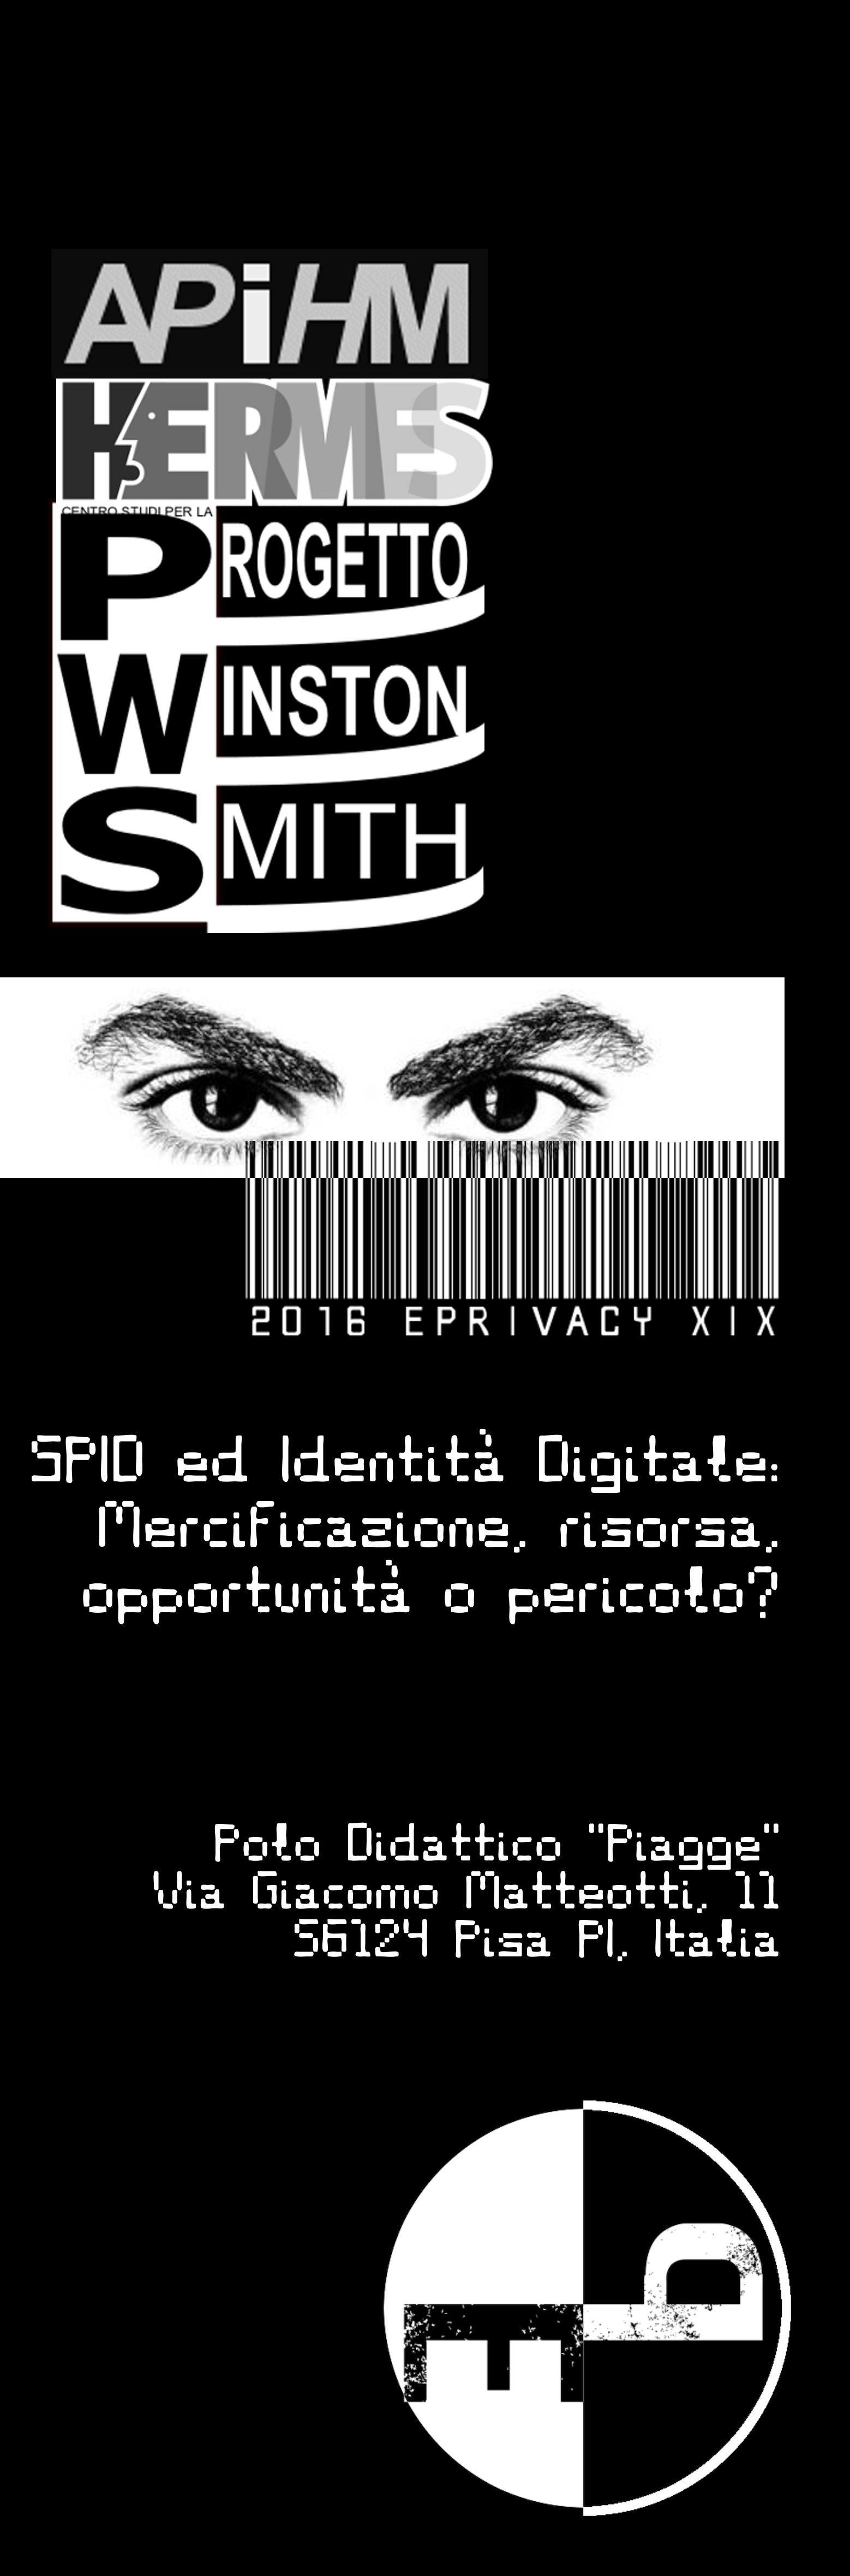 APiHM
HERMES
CENTRO STUDI PER LA
PROGETTO
WINSTON
SMITH
2016 EPRIVACY XIX
SPID ed Identità Digitale:
Mercificazione, risorsa,
opportunità o pericolo?
Polo Didattico "Piagge"
Via Giacomo Matteotti, 11
56124 Pisa PI, Italia
EP